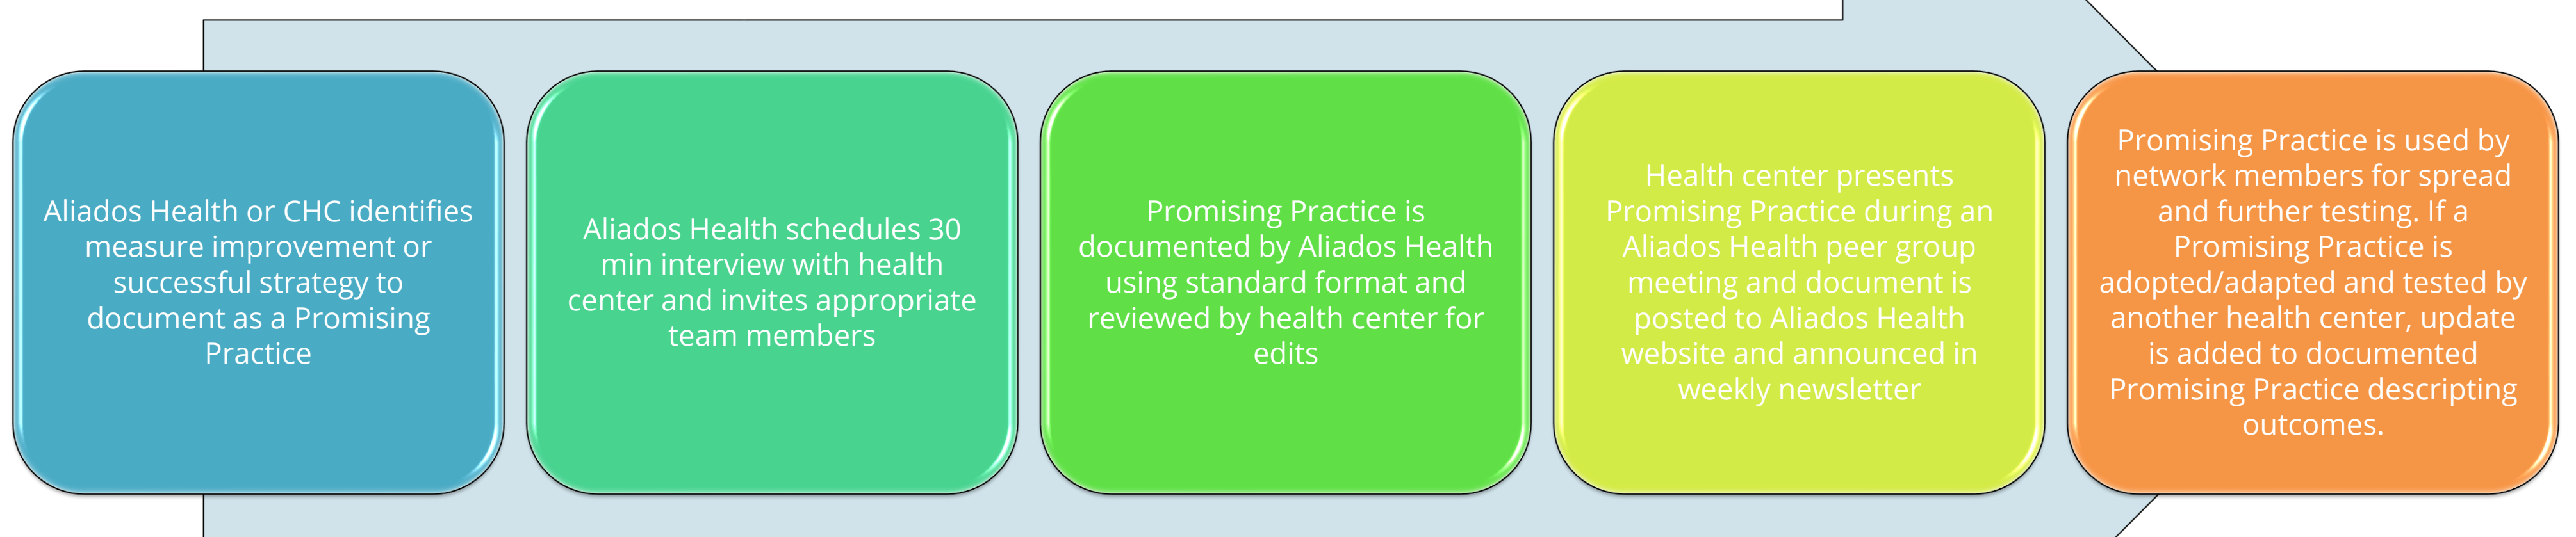 Aliados Health or CHC identifies
measure improvement or
successful strategy to
document as a Promising
Practice
Aliados Health schedules 30
min interview with health
center and invites appropriate
team members
Promising Practice is
documented by Aliados Health
using standard format and
reviewed by health center for
edits
Health center presents
Promising Practice during an
Aliados Health peer group
meeting and document is
posted to Aliados Health
website and announced in
weekly newsletter
Promising Practice is used by
network members for spread
and further testing. If a
Promising Practice is
adopted/adapted and tested by
another health center, update
is added to documented
Promising Practice descripting
outcomes.